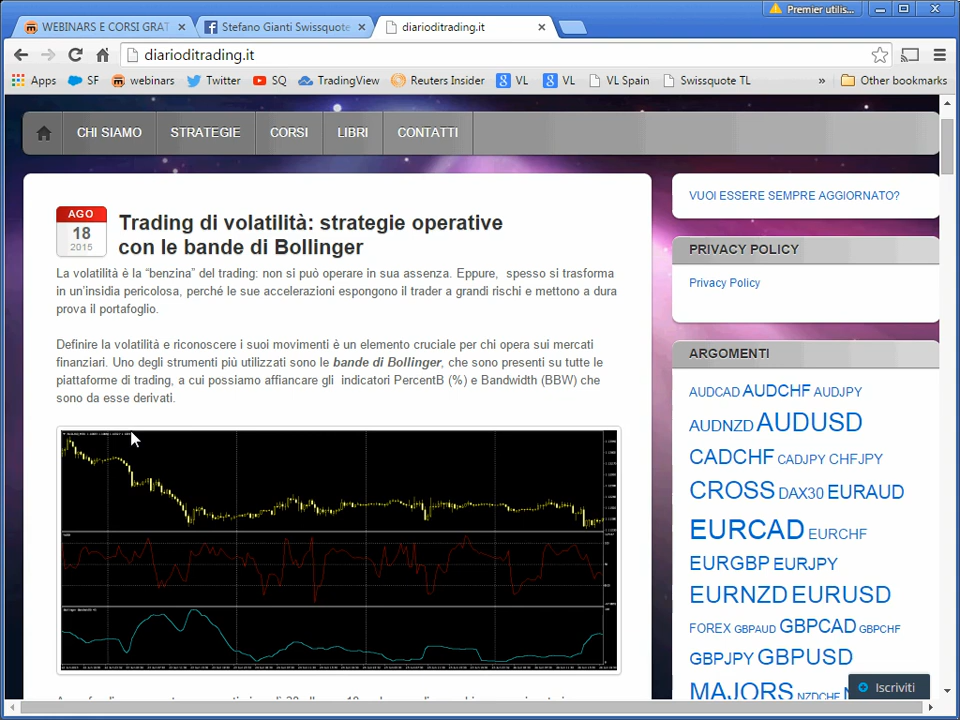 WEBINARS E CORSI GRAT
Stefano Gianti Swissquote
diarioditrading.it
Premier utilis...
diarioditrading.it
Apps
SF
webinars
Twitter
SQ
TradingView
Reuters Insider
VL
VL
VL Spain
Swissquote TL
»
Other bookmarks
CHI SIAMO
STRATEGIE
CORSI
LIBRI
CONTATTI
AGO
18
2015
Trading di volatilità: strategie operative
con le bande di Bollinger
La volatilità è la “benzina” del trading: non si può operare in sua assenza. Eppure, spesso si trasforma
in un’insidia pericolosa, perché le sue accelerazioni espongono il trader a grandi rischi e mettono a dura
prova il portafoglio.
Definire la volatilità e riconoscere i suoi movimenti è un elemento cruciale per chi opera sui mercati
finanziari. Uno degli strumenti più utilizzati sono le bande di Bollinger, che sono presenti su tutte le
piattaforme di trading, a cui possiamo affiancare gli indicatori PercentB (%) e Bandwidth (BBW) che
sono da esse derivati.
VUOI ESSERE SEMPRE AGGIORNATO?
PRIVACY POLICY
Privacy Policy
ARGOMENTI
AUDCAD AUDCHF AUDJPY
AUDNZD AUDUSD
CADCHF CADJPY CHFJPY
CROSS DAX30 EURAUD
EURCAD EURCHF
EURGBP EURJPY
EURNZD EURUSD
FOREX GBPAUD GBPCAD GBPCHF
GBPJPY GBPUSD
MAJORS NZDCHF
Iscriviti